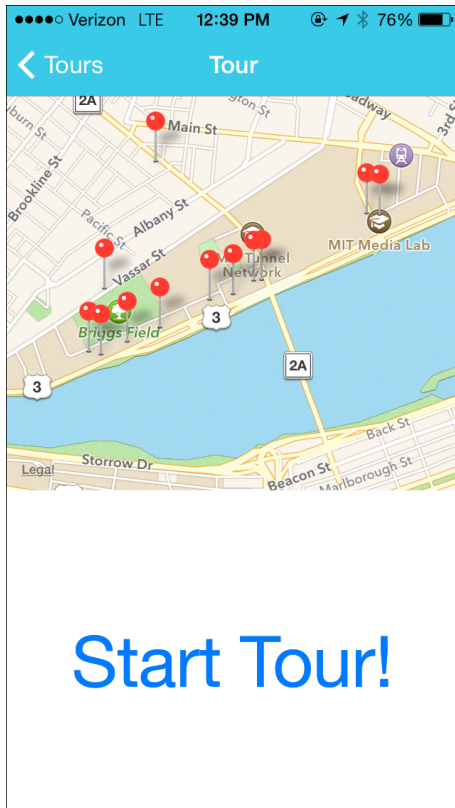 Verizon LTE 12:39 PM 76%
Tours Tour
2A
Main St
Brookline St
Pacific St
Albany St
Vassar St
3rd S
MIT Media Lab
Tunnel
Network
Briggs Field
3
3
2A
Back St
Legal
Storrow Dr
Beacon St
Marlborough St
Start Tour!